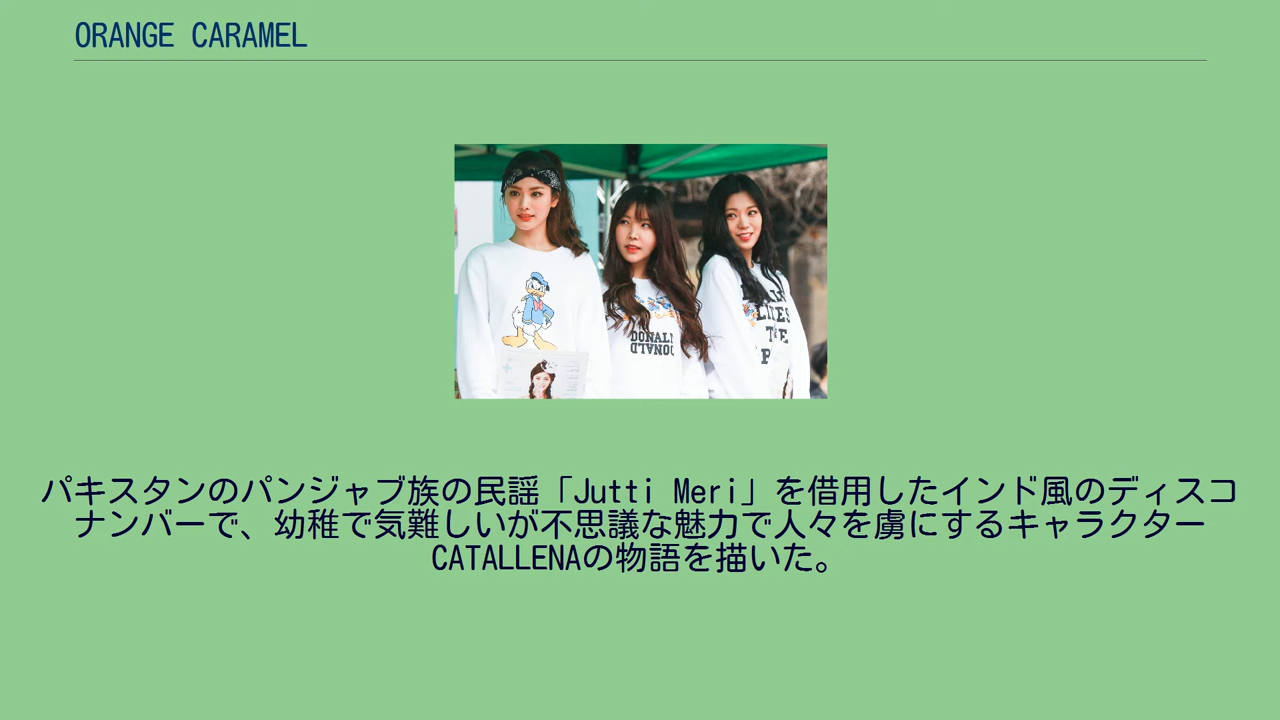 ORANGE CARAMEL
DONALD
DONALD
LINES
パキスタンのパンジャブ族の民謡「Jutti Meri」を借用したインド風のディスコ
ナンバーで、幼稚で気難しいが不思議な魅力で人々を虜にするキャラクター
CATALLENAの物語を描いた。